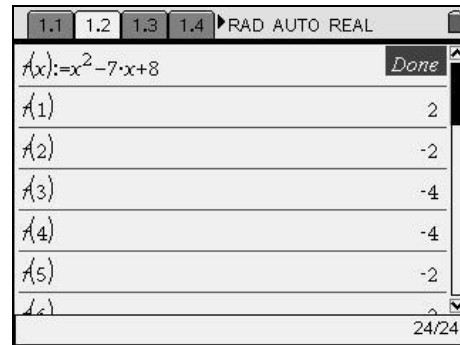 1.1 1.2 1.3 1.4 RAD AUTO REAL
f(x):=x²-7·x+8 Done
f(1) 2
f(2) -2
f(3) -4
f(4) -4
f(5) -2
24/24